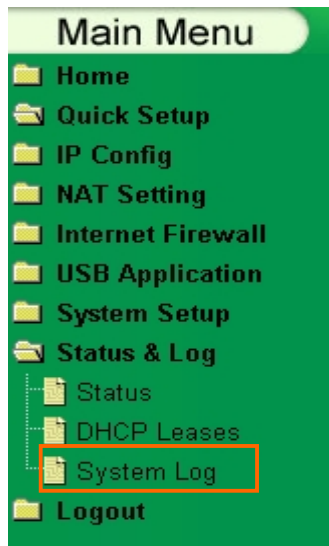 Main Menu
Home
Quick Setup
IP Config
NAT Setting
Internet Firewall
USB Application
System Setup
Status & Log
Status
DHCP Leases
System Log
Logout